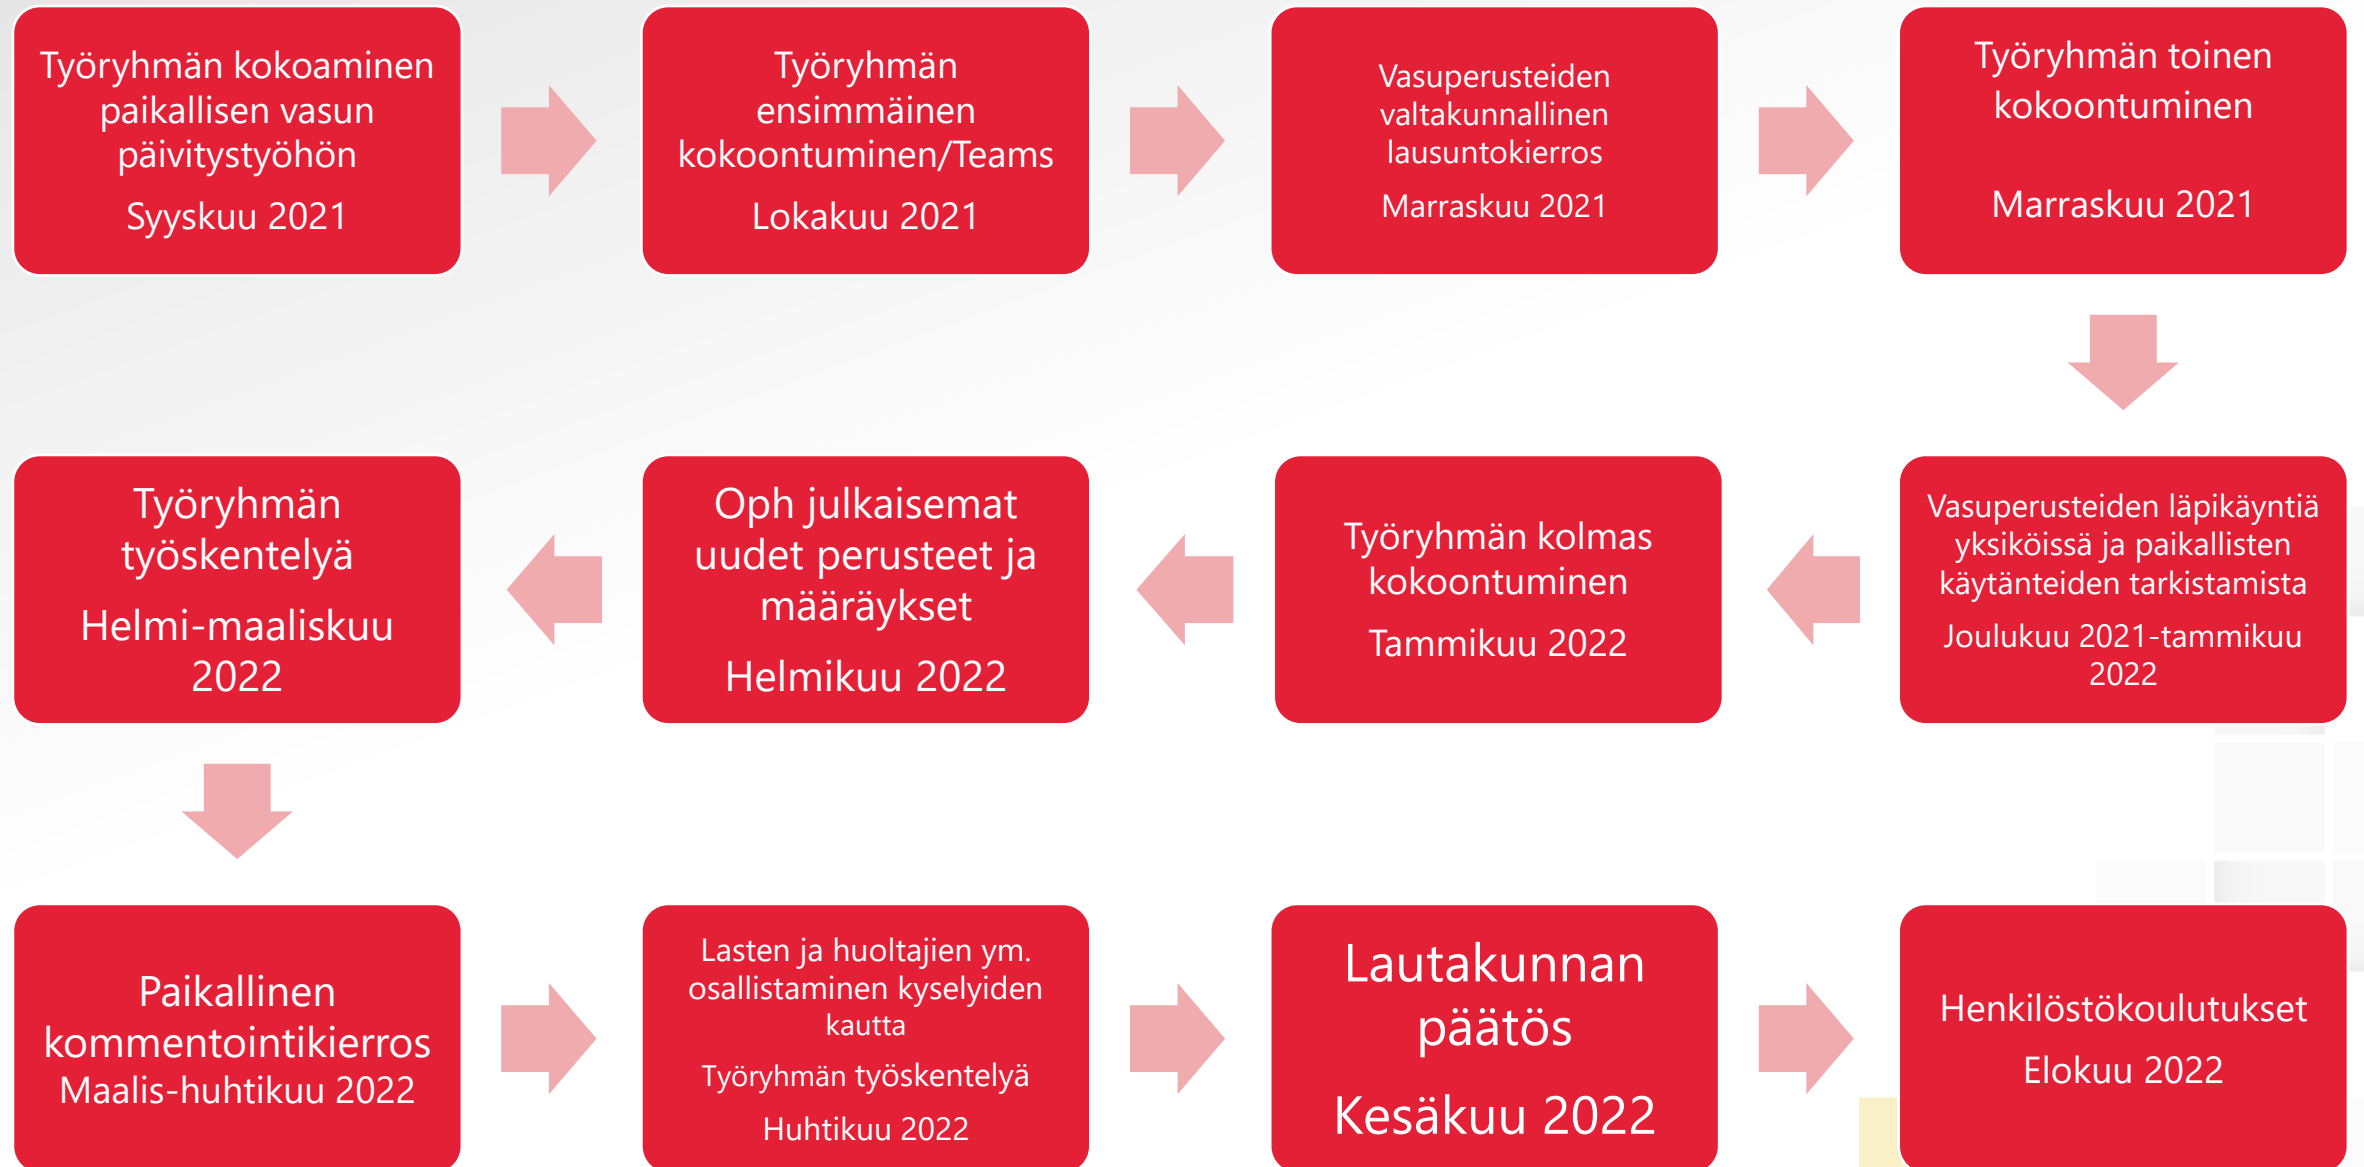 Työryhmän kokoaminen
paikallisen vasun
päivitystyöhön
Syyskuu 2021
Työryhmän
ensimmäinen
kokoontuminen/Teams
Lokakuu 2021
Vasuperusteiden
valtakunnallinen
lausuntokierros
Marraskuu 2021
Työryhmän toinen
kokoontuminen
Marraskuu 2021
Vasuperusteiden läpikäyntiä
yksiköissä ja paikallisten
käytänteiden tarkistamista
Joulukuu 2021-tammikuu
2022
Työryhmän kolmas
kokoontuminen
Tammikuu 2022
Oph julkaisemat
uudet perusteet ja
määräykset
Helmikuu 2022
Työryhmän
työskentelyä
Helmi-maaliskuu
2022
Paikallinen
kommentointikierros
Maalis-huhtikuu 2022
Lasten ja huoltajien ym.
osallistaminen kyselyiden
kautta
Työryhmän työskentelyä
Huhtikuu 2022
Lautakunnan
päätös
Kesäkuu 2022
Henkilöstökoulutukset
Elokuu 2022